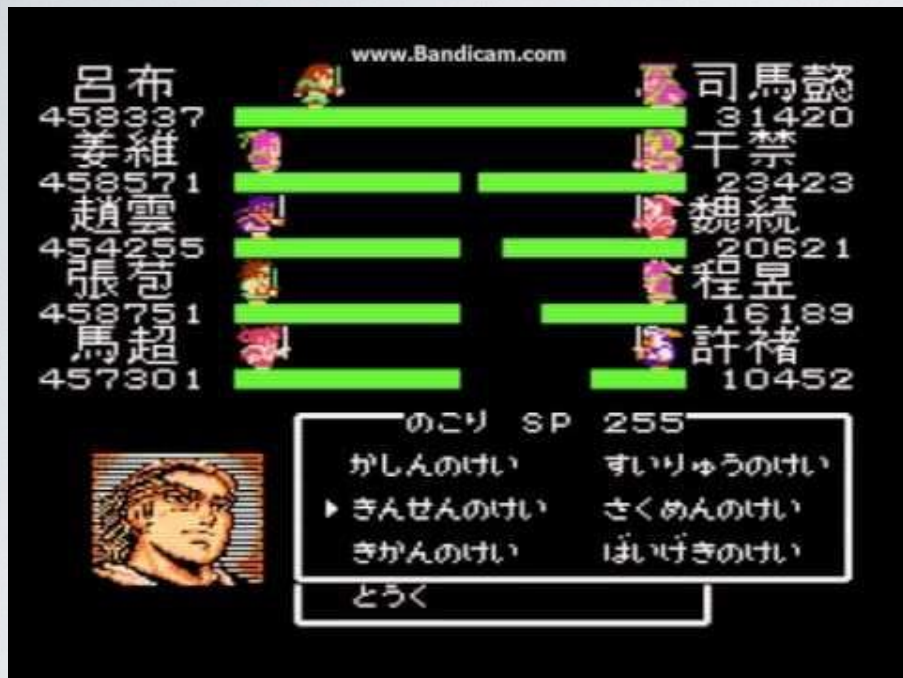 www.Bandicam.com
呂布 司馬懿
458337 31420
姜維 于禁
458571 23423
趙雲 魏続
454255 20621
張苞 程昱
458751 16189
馬超 許褚
457301 10452
のこり SP 255
かしんのけい すいりゅうのけい
▶きんせんのけい さくめんのけい
きかんのけい ばいげきのけい
とうく